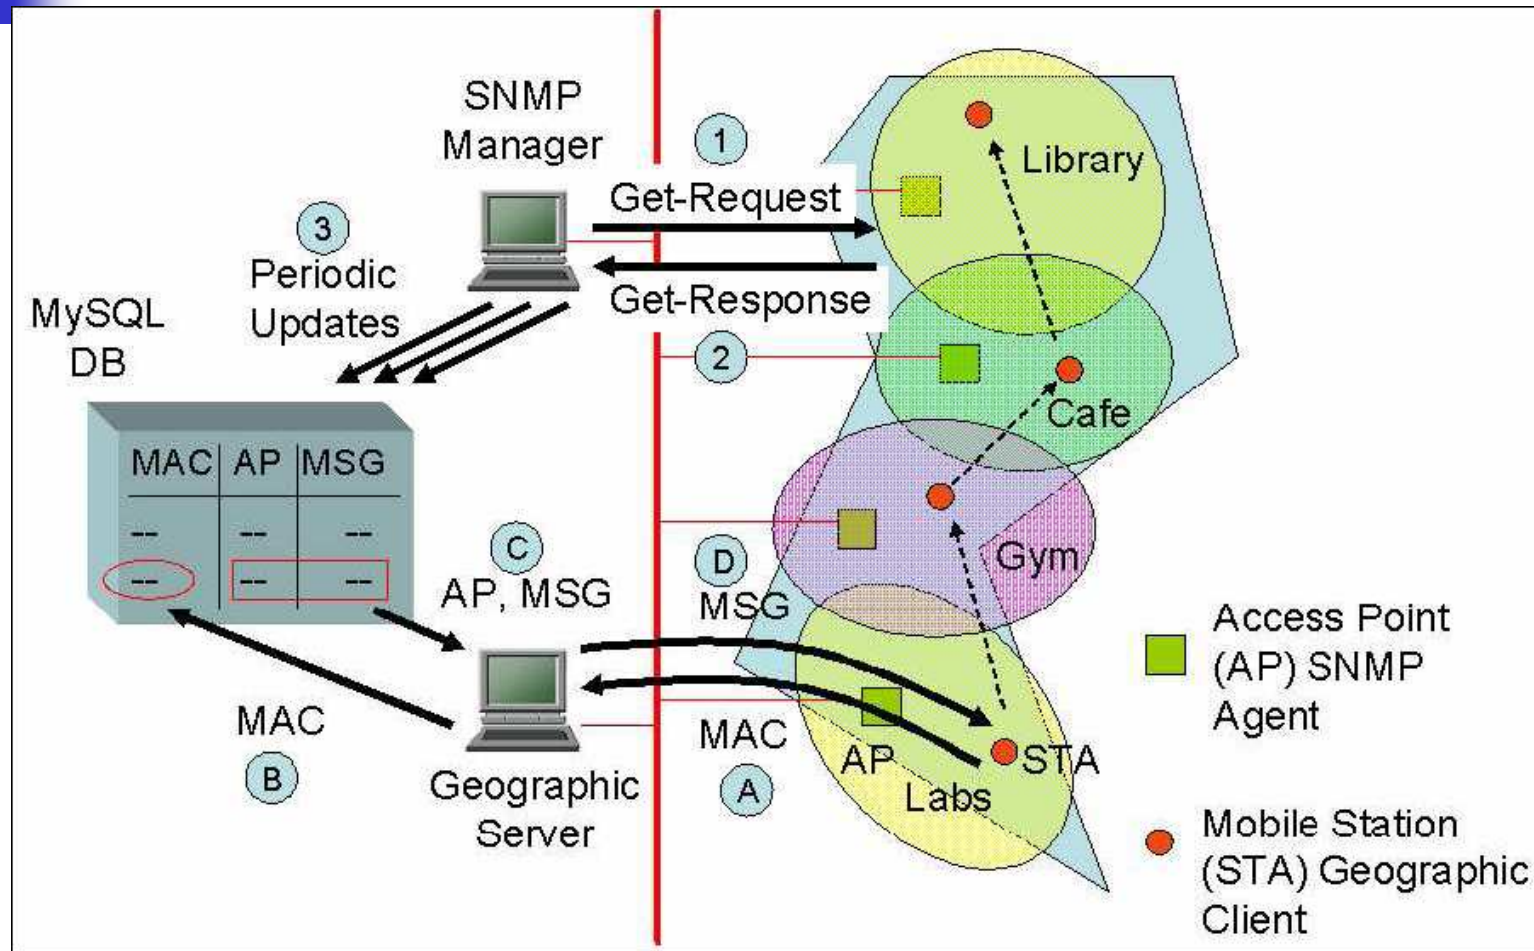 SNMP
Manager
1
Get-Request
Library
3
Periodic
Updates
Get-Response
MySQL
DB
2
Cafe
MAC AP MSG
-- -- --
-- -- --
C
AP, MSG
D
MSG
Gym
MAC
B
Geographic
Server
MAC
A
AP
STA
Labs
Access Point
(AP) SNMP
Agent
Mobile Station
(STA) Geographic
Client